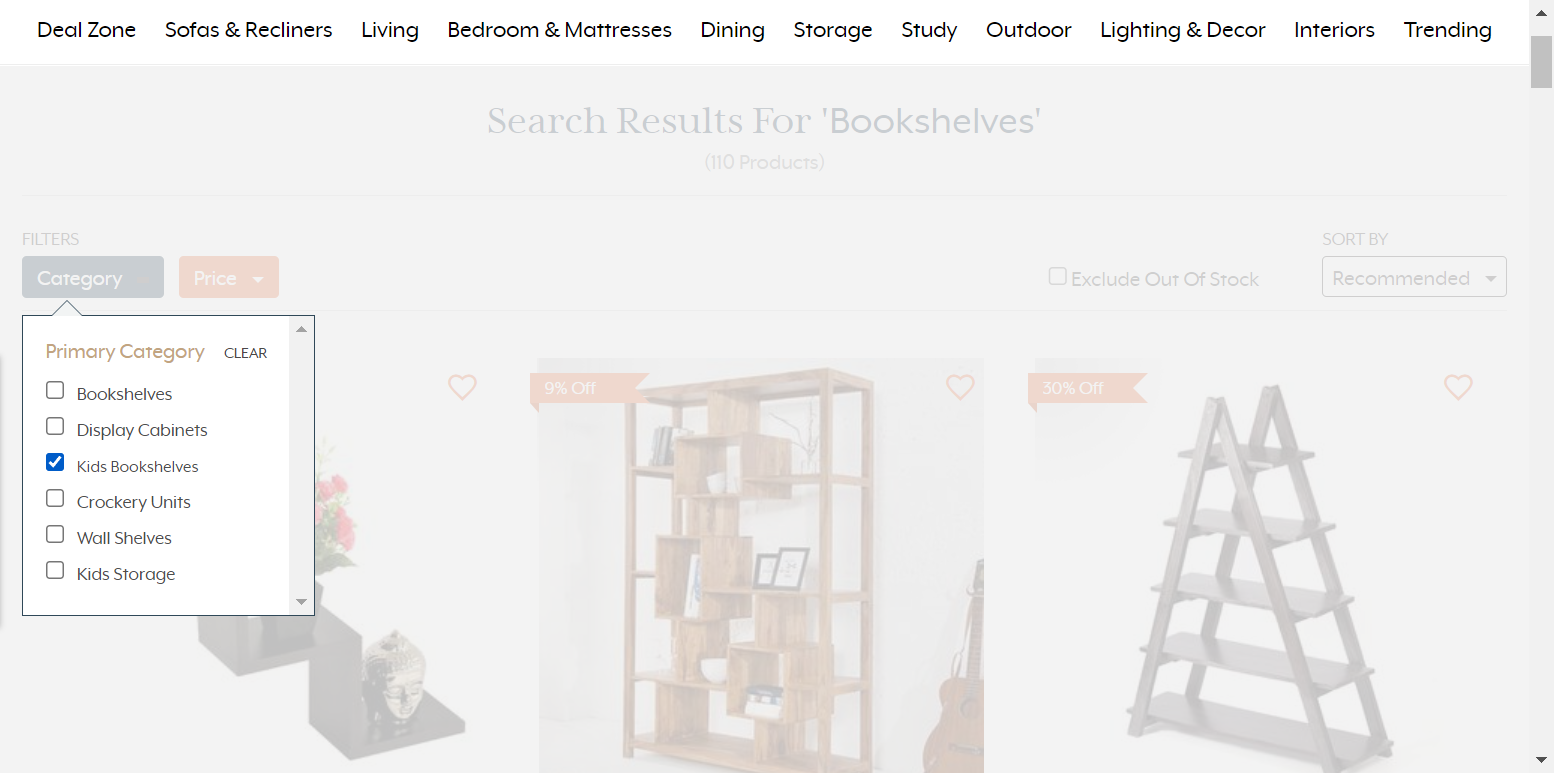 Deal Zone Sofas & Recliners Living Bedroom & Mattresses Dining Storage Study Outdoor Lighting & Decor Interiors Trending
Search Results For 'Bookshelves'
(110 Products)
FILTERS
SORT BY
Category Price Exclude Out Of Stock Recommended
Primary Category CLEAR
Bookshelves
Display Cabinets
Kids Bookshelves
Crockery Units
Wall Shelves
Kids Storage
9% Off
30% Off